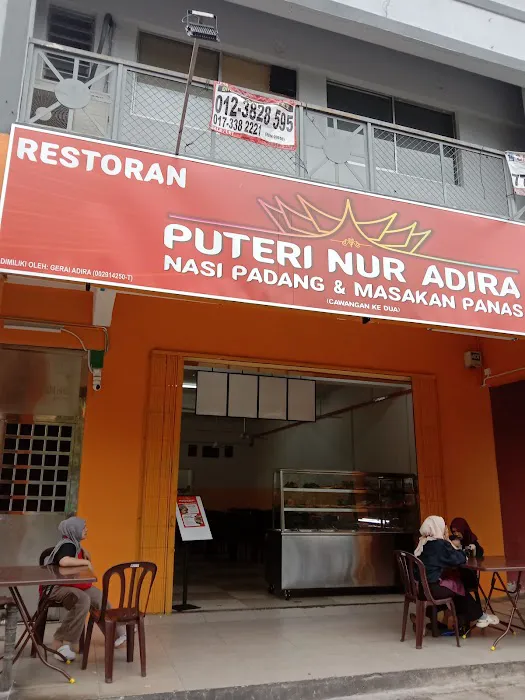 012-3828 595
017-338 2221
RESTORAN
PUTERI NUR ADIRA
NASI PADANG & MASAKAN PANAS
(CAWANGAN KE DUA)
DIMILIKI OLEH: GERAI ADIRA (002914250-T)